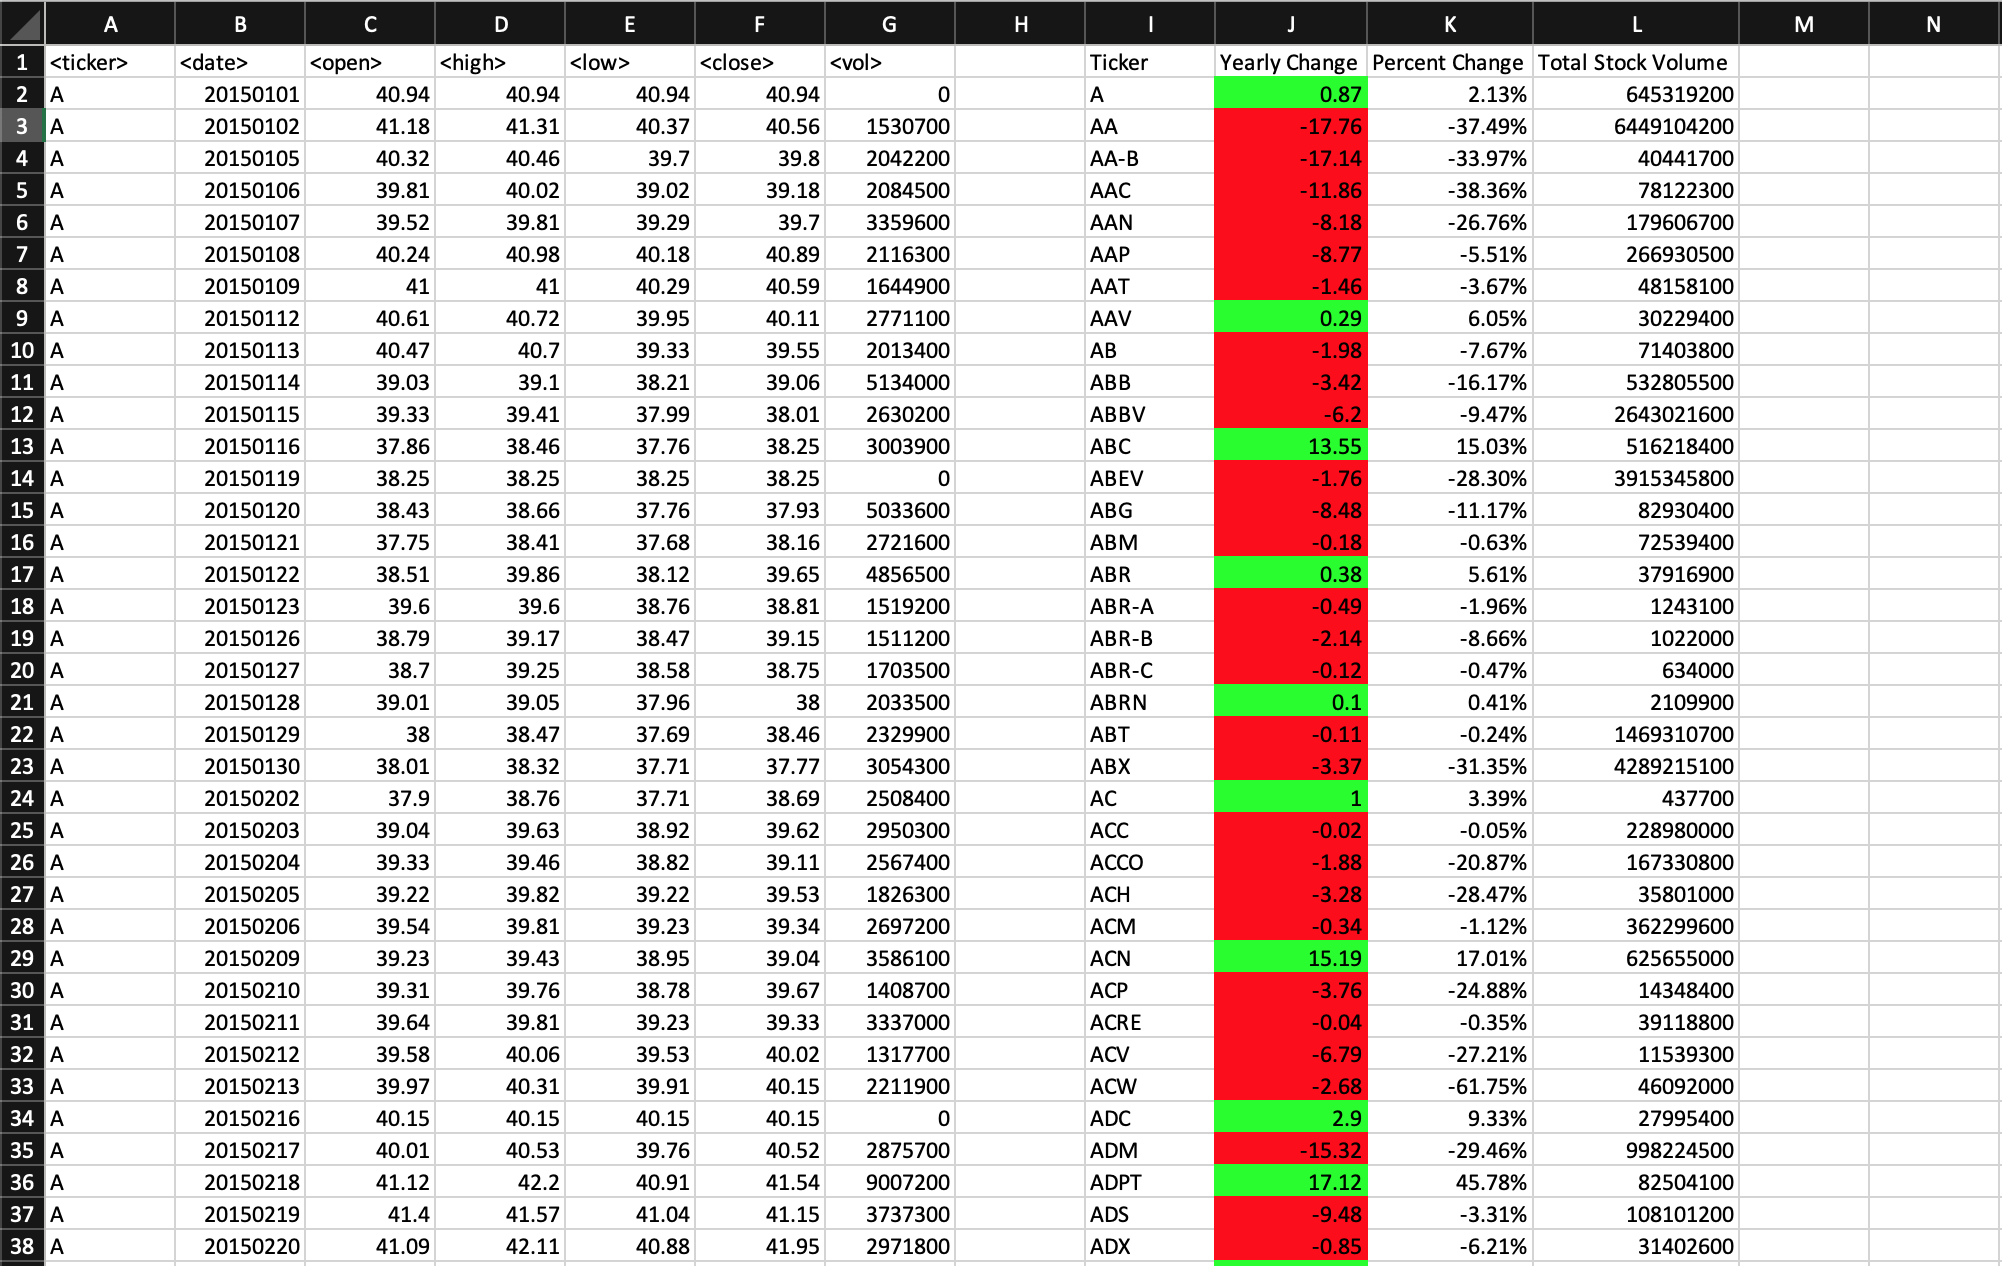 A B C D E F G H I J K L M N
1 <ticker> <date> <open> <high> <low> <close> <vol> Ticker Yearly Change Percent Change Total Stock Volume
2 A 20150101 40.94 40.94 40.94 40.94 0 A 0.87 2.13% 645319200
3 A 20150102 41.18 41.31 40.37 40.56 1530700 AA -17.76 -37.49% 6449104200
4 A 20150105 40.32 40.46 39.7 39.8 2042200 AA-B -17.14 -33.97% 40441700
5 A 20150106 39.81 40.02 39.02 39.18 2084500 AAC -11.86 -38.36% 78122300
6 A 20150107 39.52 39.81 39.29 39.7 3359600 AAN -8.18 -26.76% 179606700
7 A 20150108 40.24 40.98 40.18 40.89 2116300 AAP -8.77 -5.51% 266930500
8 A 20150109 41 41 40.29 40.59 1644900 AAT -1.46 -3.67% 48158100
9 A 20150112 40.61 40.72 39.95 40.11 2771100 AAV 0.29 6.05% 30229400
10 A 20150113 40.47 40.7 39.33 39.55 2013400 AB -1.98 -7.67% 71403800
11 A 20150114 39.03 39.1 38.21 39.06 5134000 ABB -3.42 -16.17% 532805500
12 A 20150115 39.33 39.41 37.99 38.01 2630200 ABBV -6.2 -9.47% 2643021600
13 A 20150116 37.86 38.46 37.76 38.25 3003900 ABC 13.55 15.03% 516218400
14 A 20150119 38.25 38.25 38.25 38.25 0 ABEV -1.76 -28.30% 3915345800
15 A 20150120 38.43 38.66 37.76 37.93 5033600 ABG -8.48 -11.17% 82930400
16 A 20150121 37.75 38.41 37.68 38.16 2721600 ABM -0.18 -0.63% 72539400
17 A 20150122 38.51 39.86 38.12 39.65 4856500 ABR 0.38 5.61% 37916900
18 A 20150123 39.6 39.6 38.76 38.81 1519200 ABR-A -0.49 -1.96% 1243100
19 A 20150126 38.79 39.17 38.47 39.15 1511200 ABR-B -2.14 -8.66% 1022000
20 A 20150127 38.7 39.25 38.58 38.75 1703500 ABR-C -0.12 -0.47% 634000
21 A 20150128 39.01 39.05 37.96 38 2033500 ABRN 0.1 0.41% 2109900
22 A 20150129 38 38.47 37.69 38.46 2329900 ABT -0.11 -0.24% 1469310700
23 A 20150130 38.01 38.32 37.71 37.77 3054300 ABX -3.37 -31.35% 4289215100
24 A 20150202 37.9 38.76 37.71 38.69 2508400 AC 1 3.39% 437700
25 A 20150203 39.04 39.63 38.92 39.62 2950300 ACC -0.02 -0.05% 228980000
26 A 20150204 39.33 39.46 38.82 39.11 2567400 ACCO -1.88 -20.87% 167330800
27 A 20150205 39.22 39.82 39.22 39.53 1826300 ACH -3.28 -28.47% 35801000
28 A 20150206 39.54 39.81 39.23 39.34 2697200 ACM -0.34 -1.12% 362299600
29 A 20150209 39.23 39.43 38.95 39.04 3586100 ACN 15.19 17.01% 625655000
30 A 20150210 39.31 39.76 38.78 39.67 1408700 ACP -3.76 -24.88% 14348400
31 A 20150211 39.64 39.81 39.23 39.33 3337000 ACRE -0.04 -0.35% 39118800
32 A 20150212 39.58 40.06 39.53 40.02 1317700 ACV -6.79 -27.21% 11539300
33 A 20150213 39.97 40.31 39.91 40.15 2211900 ACW -2.68 -61.75% 46092000
34 A 20150216 40.15 40.15 40.15 40.15 0 ADC 2.9 9.33% 27995400
35 A 20150217 40.01 40.53 39.76 40.52 2875700 ADM -15.32 -29.46% 998224500
36 A 20150218 41.12 42.2 40.91 41.54 9007200 ADPT 17.12 45.78% 82504100
37 A 20150219 41.4 41.57 41.04 41.15 3737300 ADS -9.48 -3.31% 108101200
38 A 20150220 41.09 42.11 40.88 41.95 2971800 ADX -0.85 -6.21% 31402600